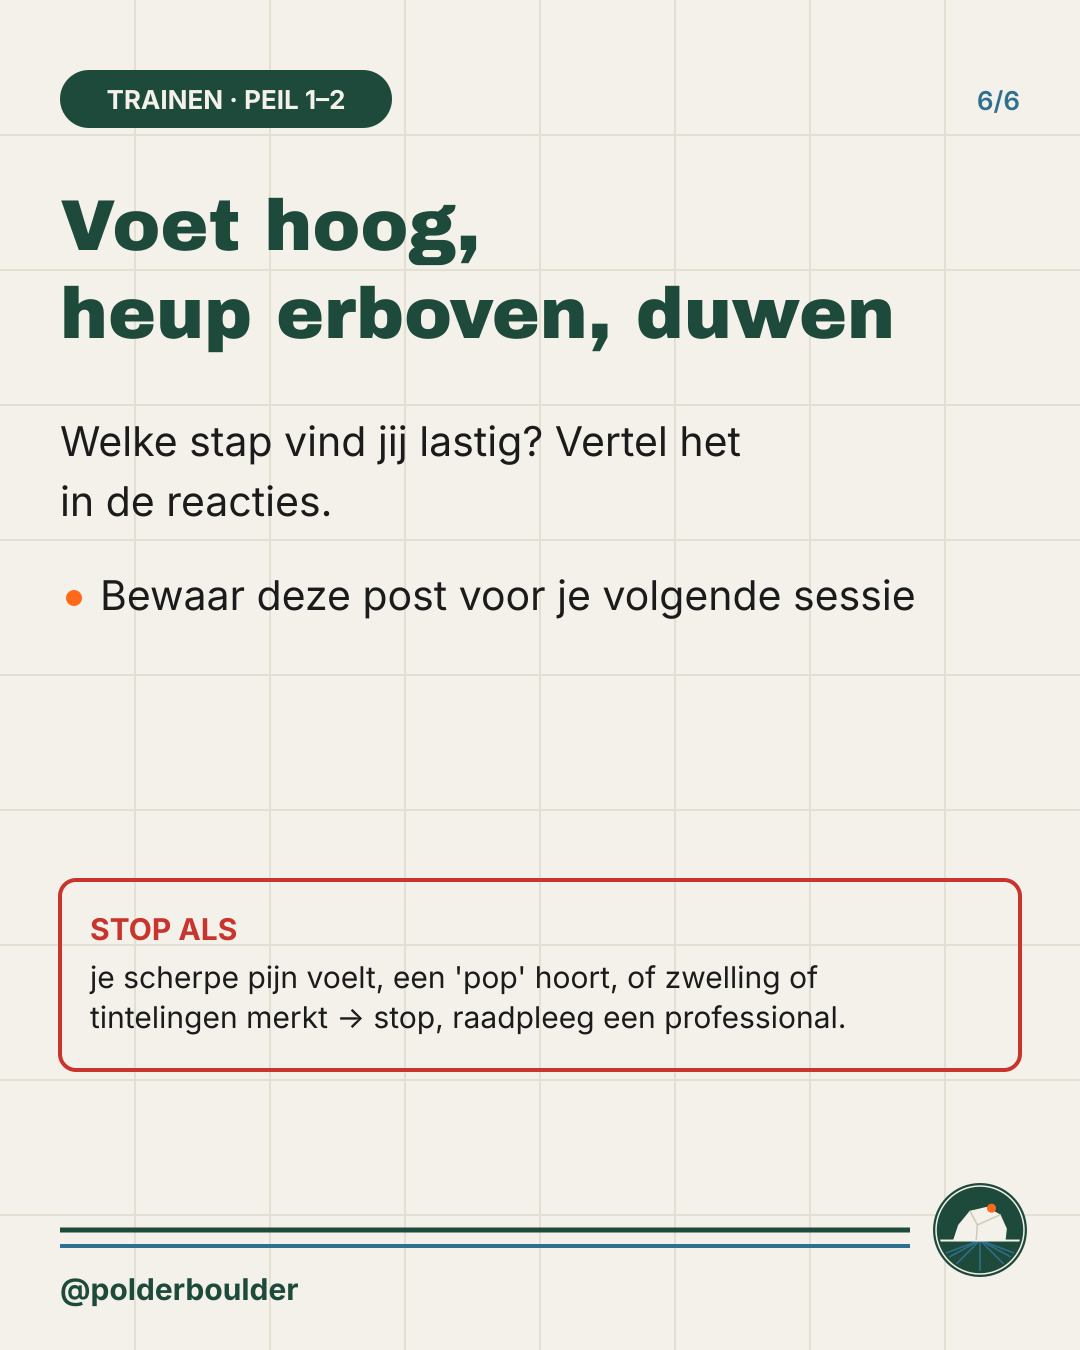 TRAINEN · PEIL 1–2
6/6
Voet hoog,
heup erboven, duwen
Welke stap vind jij lastig? Vertel het
in de reacties.
• Bewaar deze post voor je volgende sessie
STOP ALS
je scherpe pijn voelt, een 'pop' hoort, of zwelling of
tintelingen merkt → stop, raadpleeg een professional.
@polderboulder